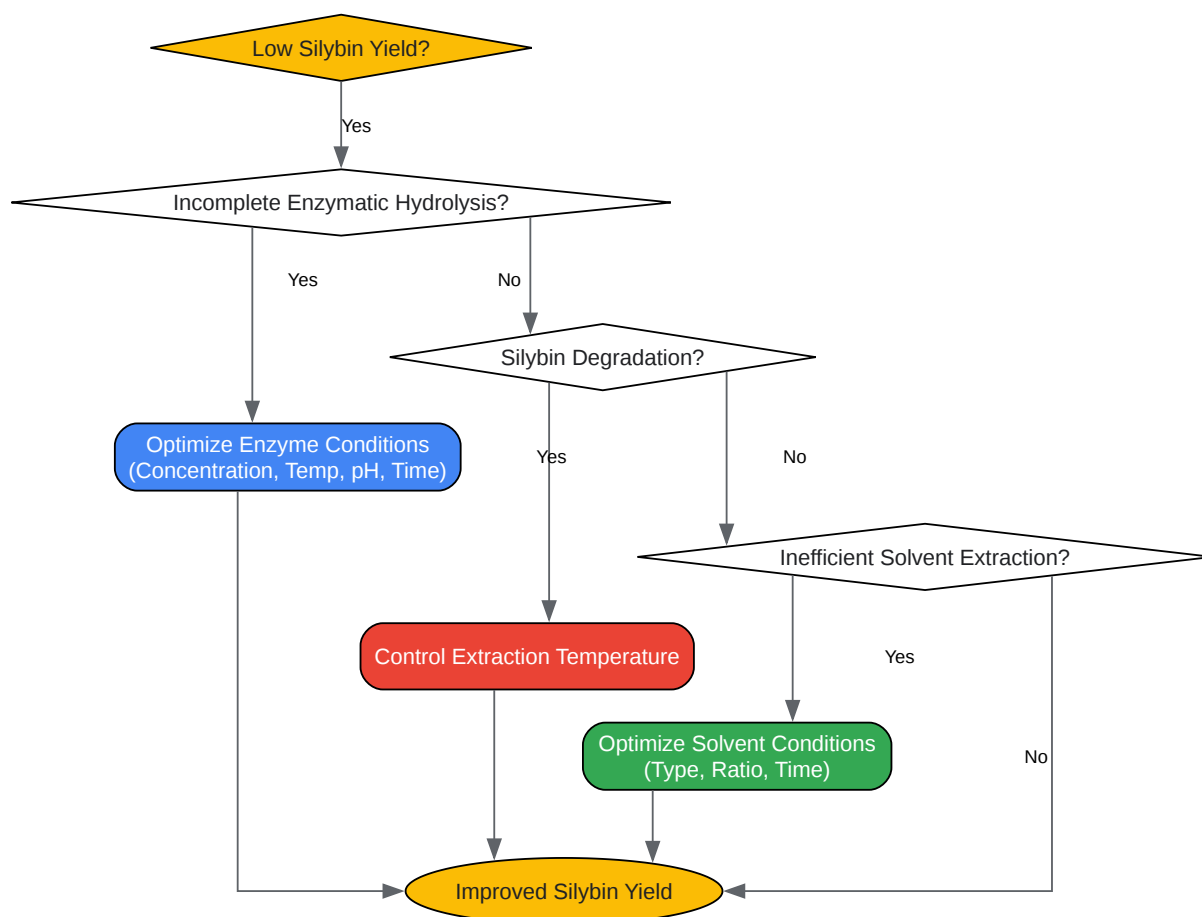 Low Silybin Yield?
Yes
Incomplete Enzymatic Hydrolysis?
Yes
No
Silybin Degradation?
Optimize Enzyme Conditions
(Concentration, Temp, pH, Time)
Yes
No
Inefficient Solvent Extraction?
Control Extraction Temperature
Yes
Optimize Solvent Conditions
(Type, Ratio, Time)
No
Improved Silybin Yield